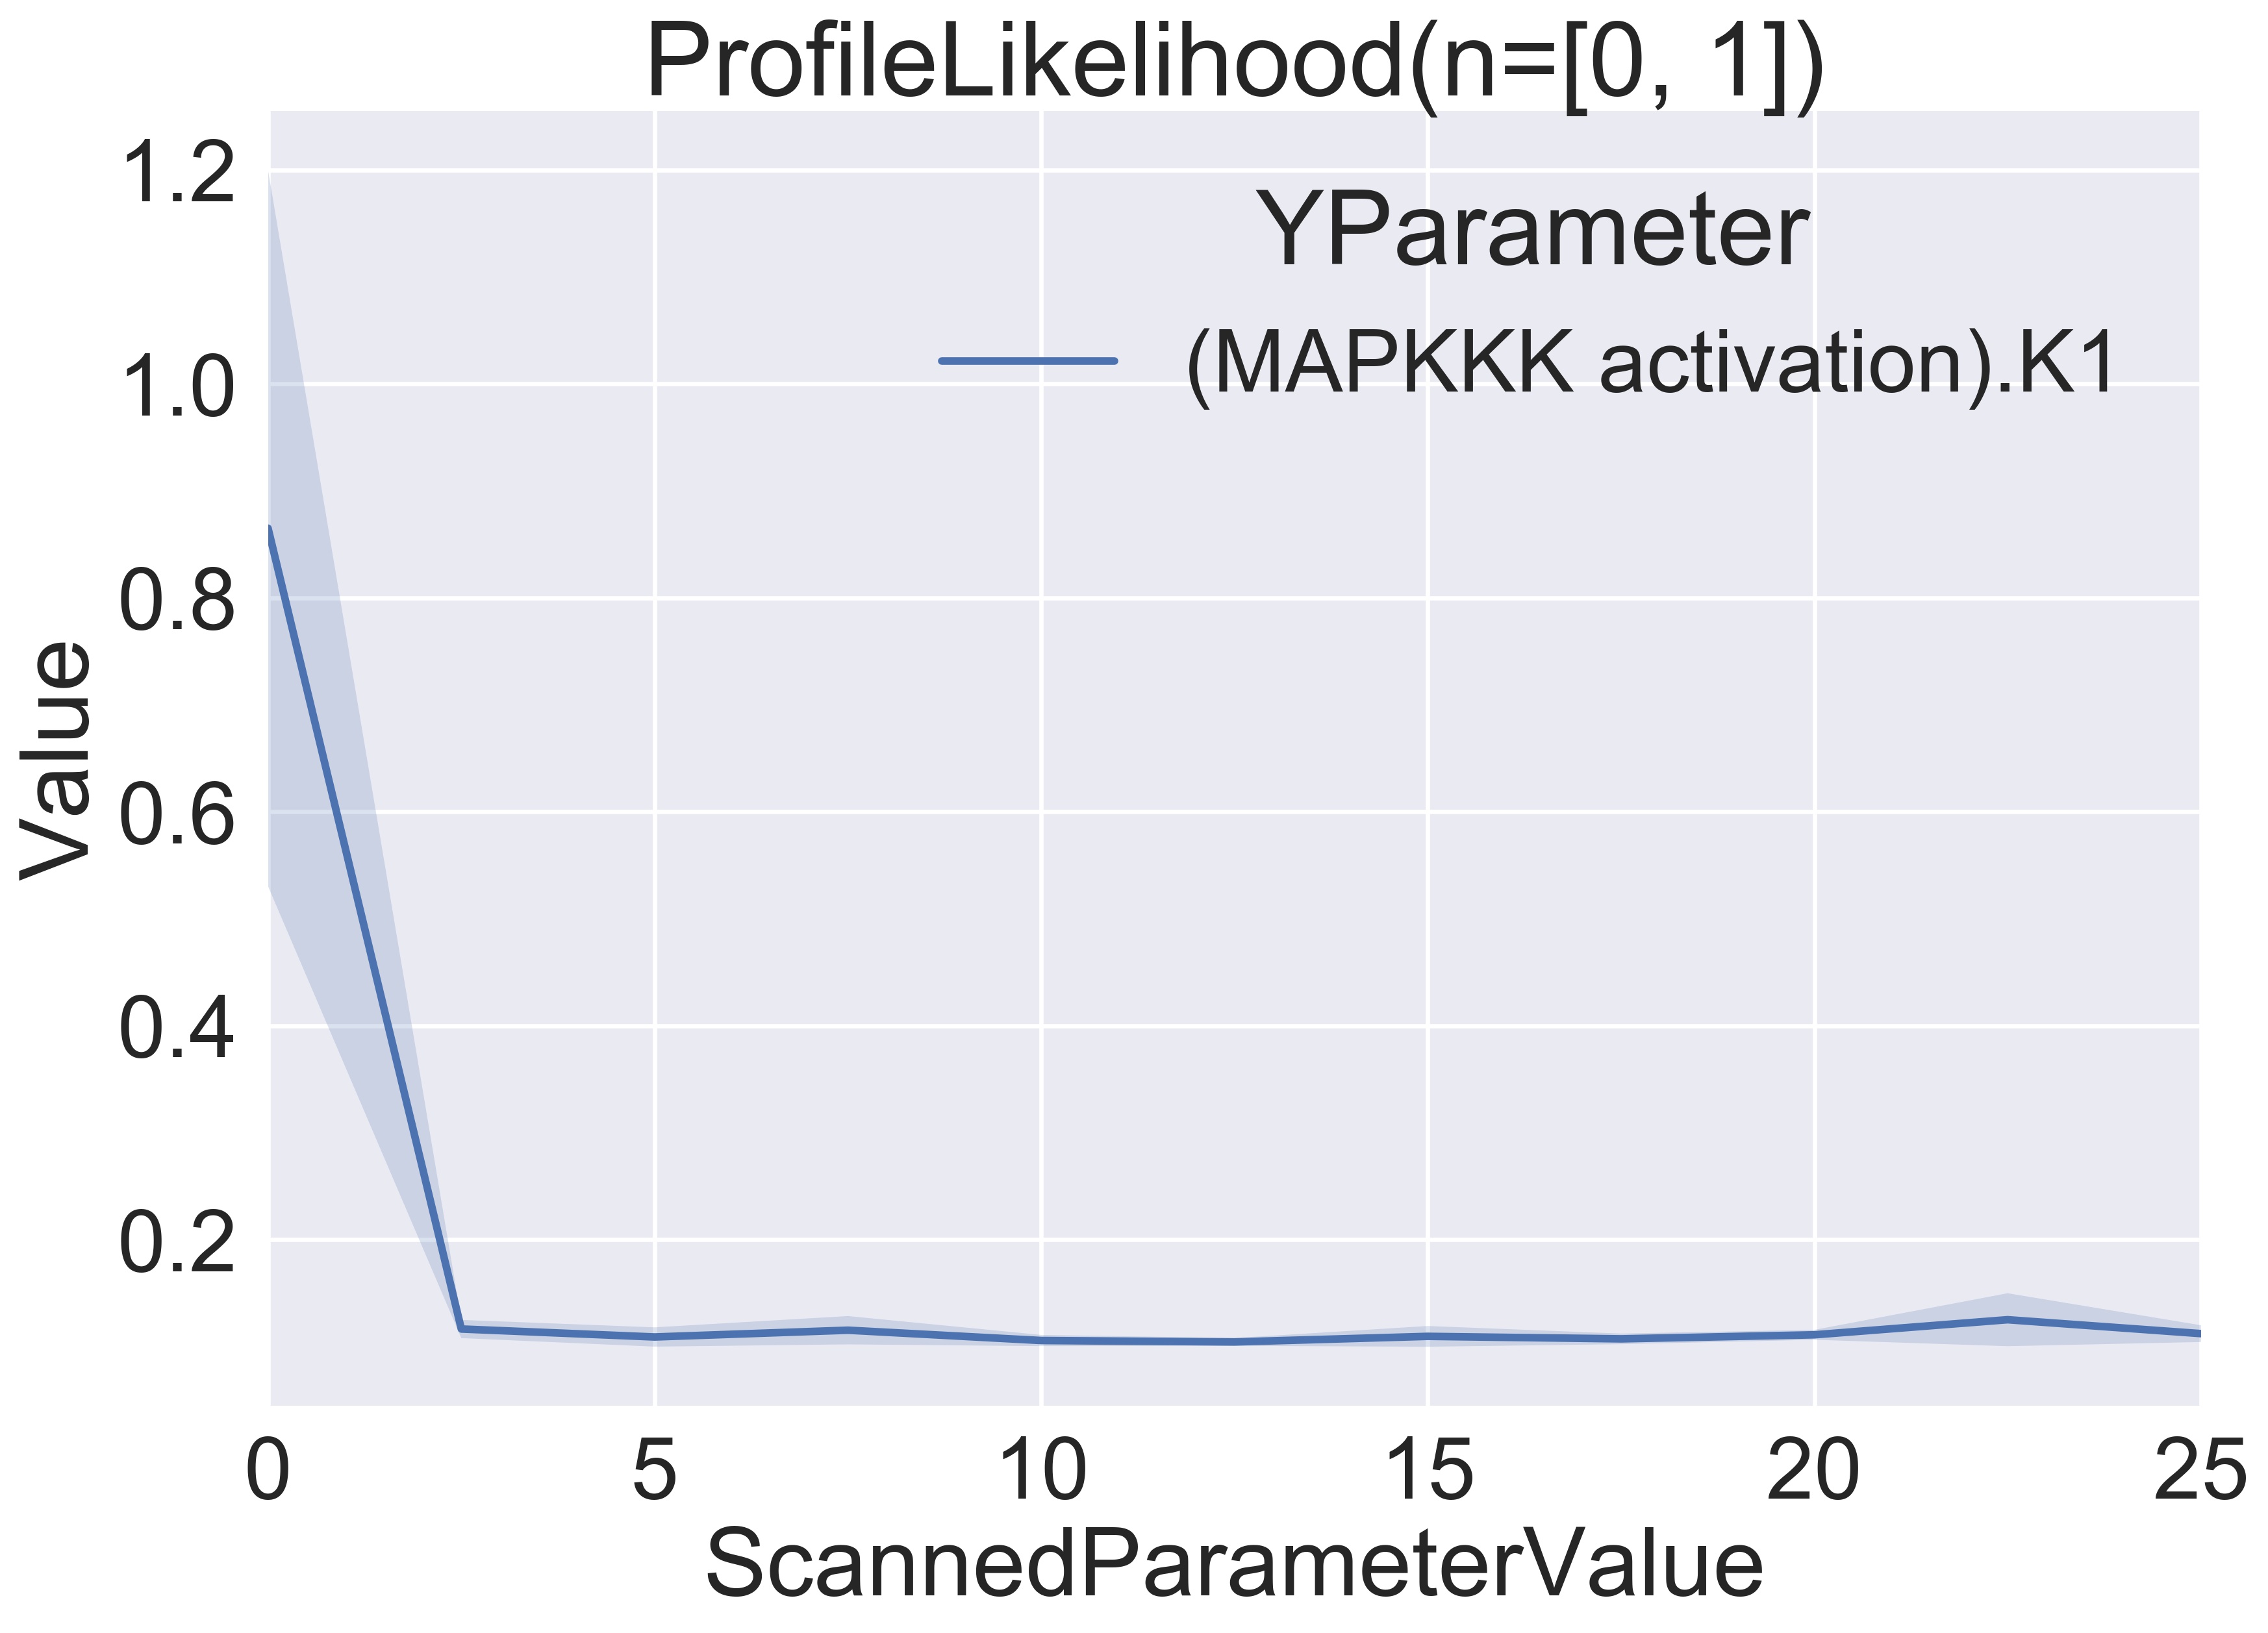 ProfileLikelihood(n=[0, 1])
1.2
1.0
0.8
0.6
0.4
0.2
Value
YParameter
(MAPKKK activation).K1
0 5 10 15 20 25
ScannedParameterValue